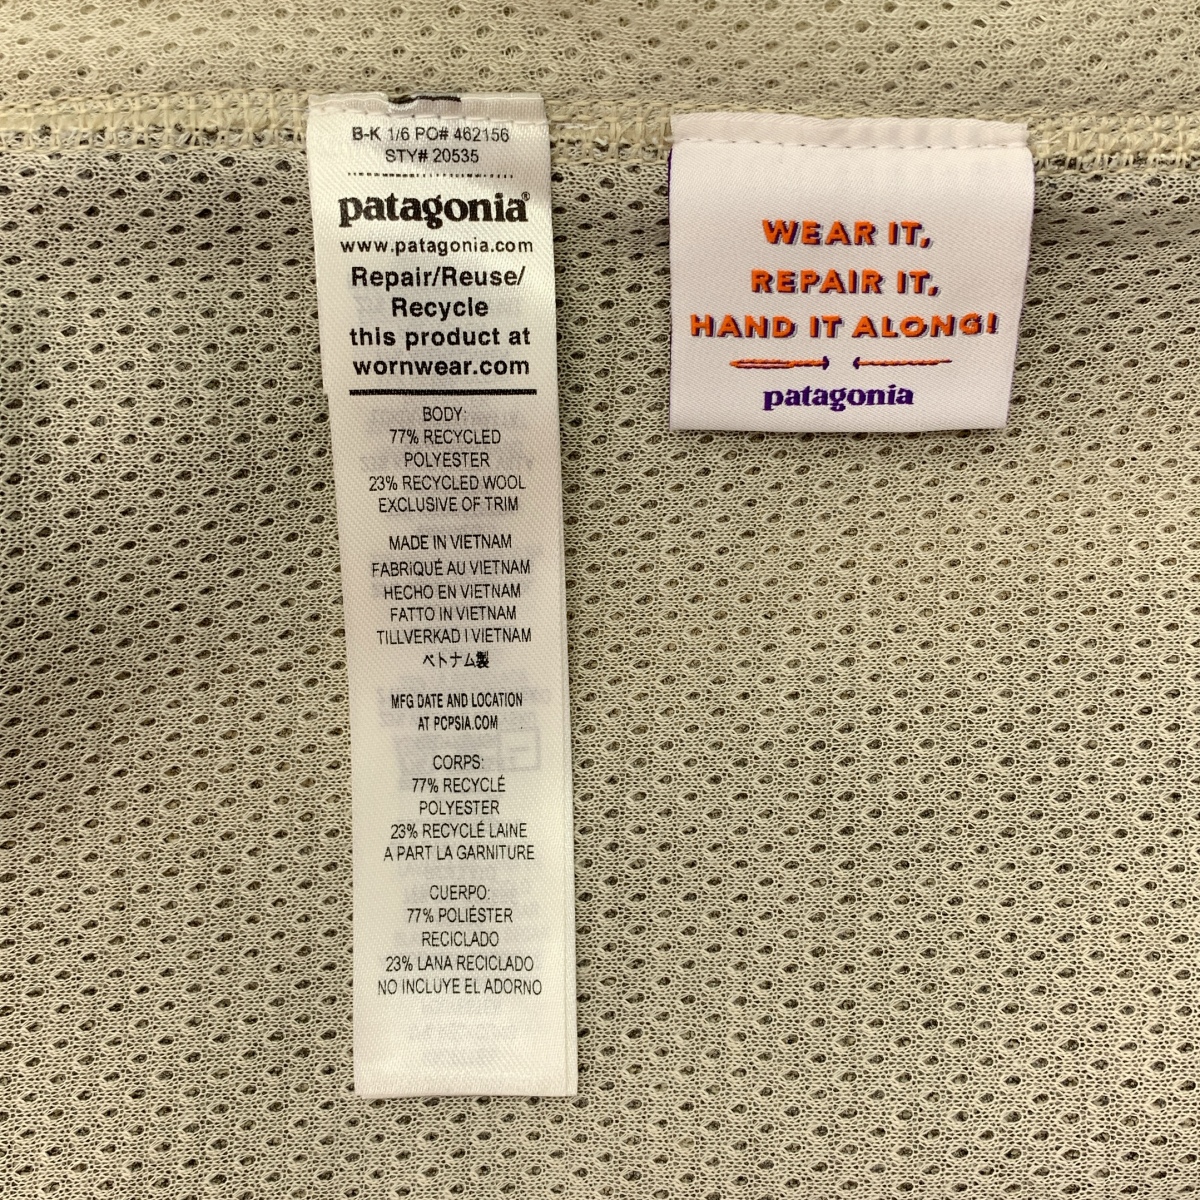 B-K 1/6 PO# 462156
STY# 20535
patagonia®
www.patagonia.com
Repair/Reuse/
Recycle
this product at
wornwear.com
BODY:
77% RECYCLED
POLYESTER
23% RECYCLED WOOL
EXCLUSIVE OF TRIM
MADE IN VIETNAM
FABRIQUÉ AU VIETNAM
HECHO EN VIETNAM
FATTO IN VIETNAM
TILLVERKAD I VIETNAM
ベトナム製
MFG DATE AND LOCATION
AT PCPSIA.COM
CORPS:
77% RECYCLÉ
POLYESTER
23% RECYCLÉ LAINE
A PART LA GARNITURE
CUERPO:
77% POLIÉSTER
RECICLADO
23% LANA RECICLADO
NO INCLUYE EL ADORNO
WEAR IT,
REPAIR IT,
HAND IT ALONG!
patagonia